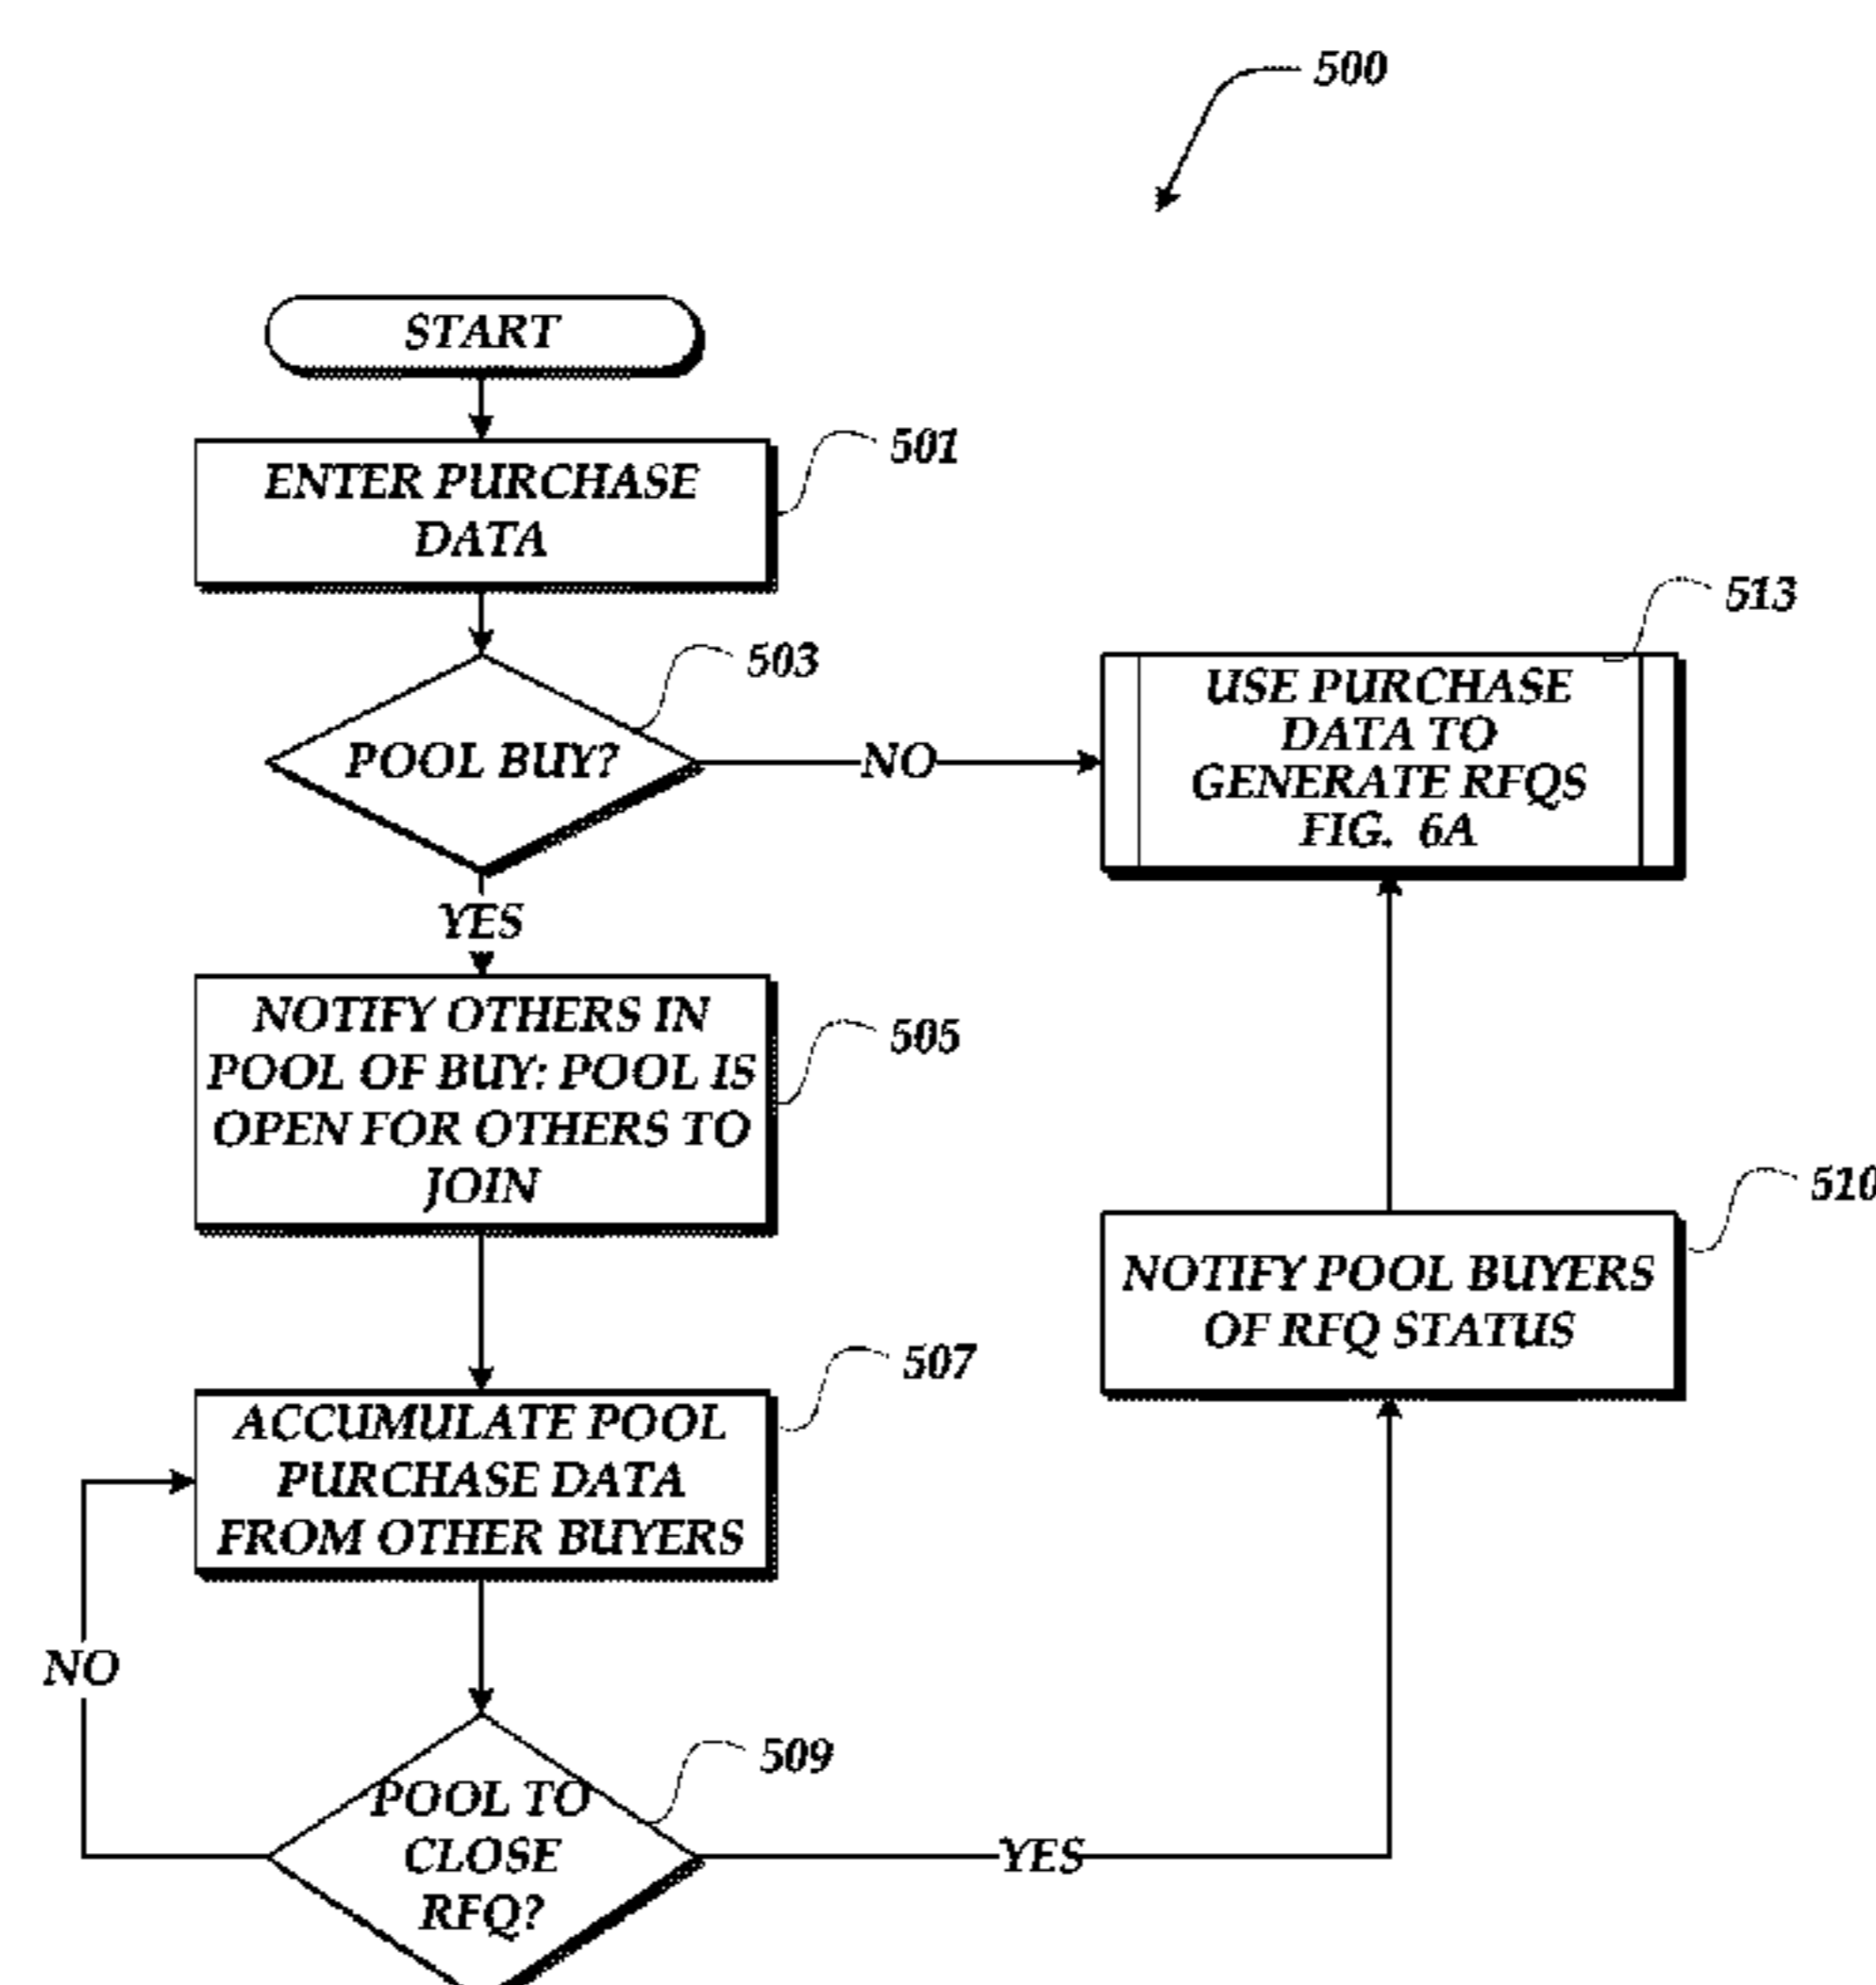 500
START
ENTER PURCHASE
DATA
501
POOL BUY?
503
NO
USE PURCHASE
DATA TO
GENERATE RFQS
FIG. 6A
513
YES
NOTIFY OTHERS IN
POOL OF BUY: POOL IS
OPEN FOR OTHERS TO
JOIN
505
NOTIFY POOL BUYERS
OF RFQ STATUS
510
ACCUMULATE POOL
PURCHASE DATA
FROM OTHER BUYERS
507
NO
POOL TO
CLOSE
RFQ?
509
YES